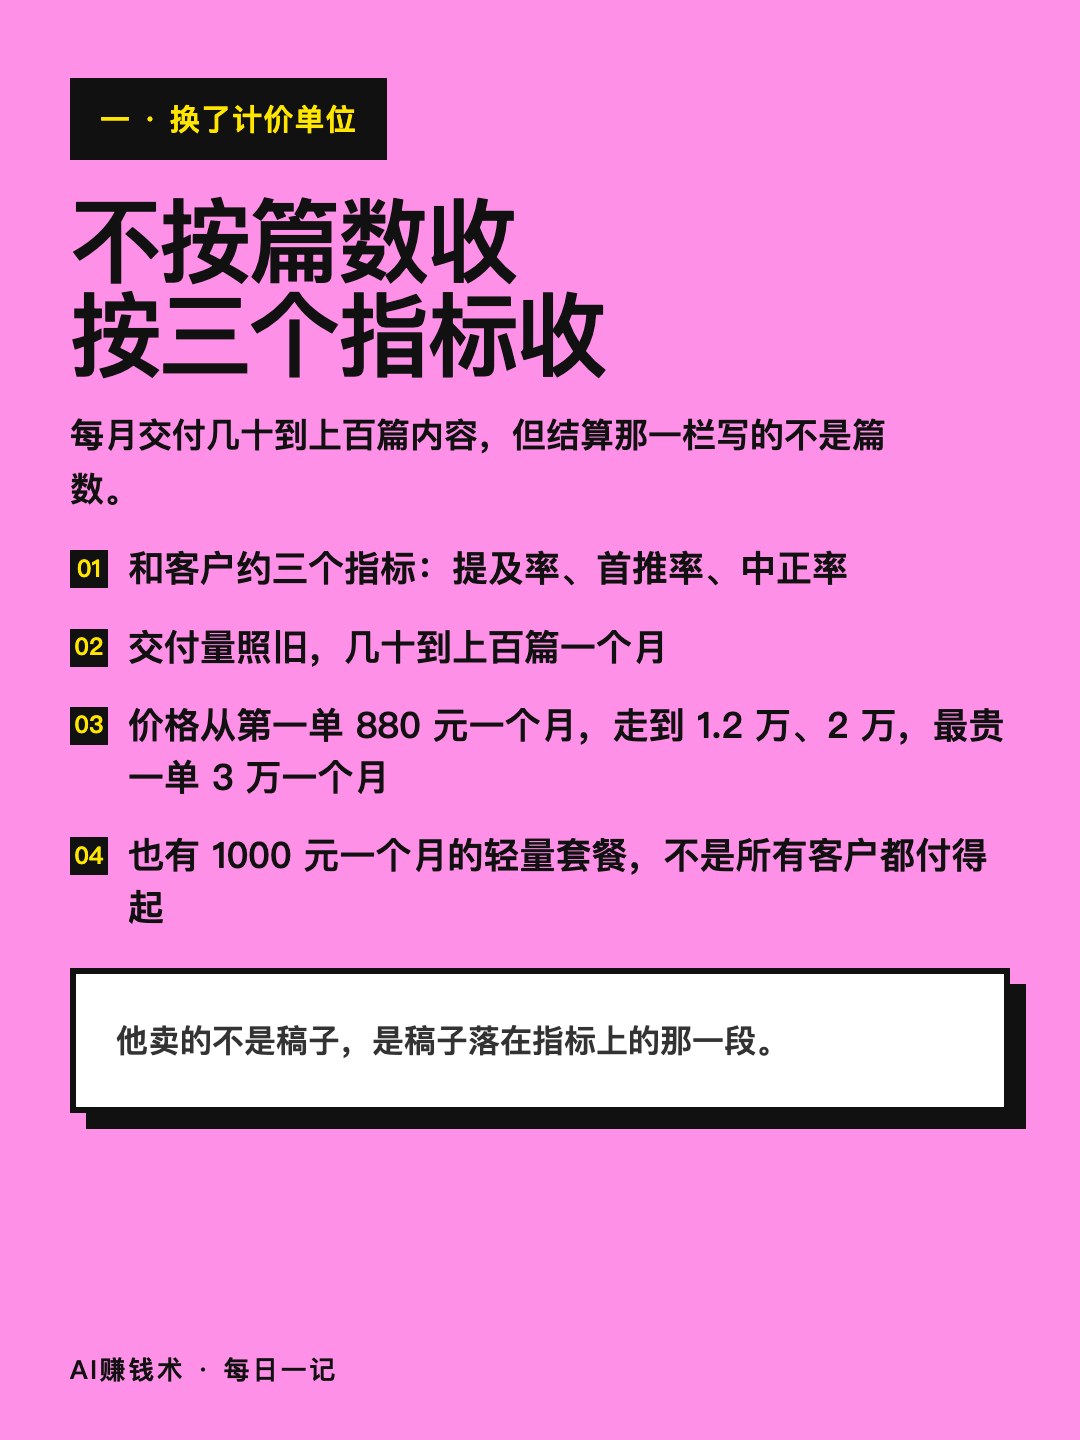 一 · 换了计价单位
不按篇数收
按三个指标收
每月交付几十到上百篇内容，但结算那一栏写的不是篇
数。
01 和客户约三个指标：提及率、首推率、中正率
02 交付量照旧，几十到上百篇一个月
03 价格从第一单 880 元一个月，走到 1.2 万、2 万，最贵
一单 3 万一个月
04 也有 1000 元一个月的轻量套餐，不是所有客户都付得
起
他卖的不是稿子，是稿子落在指标上的那一段。
AI赚钱术 · 每日一记